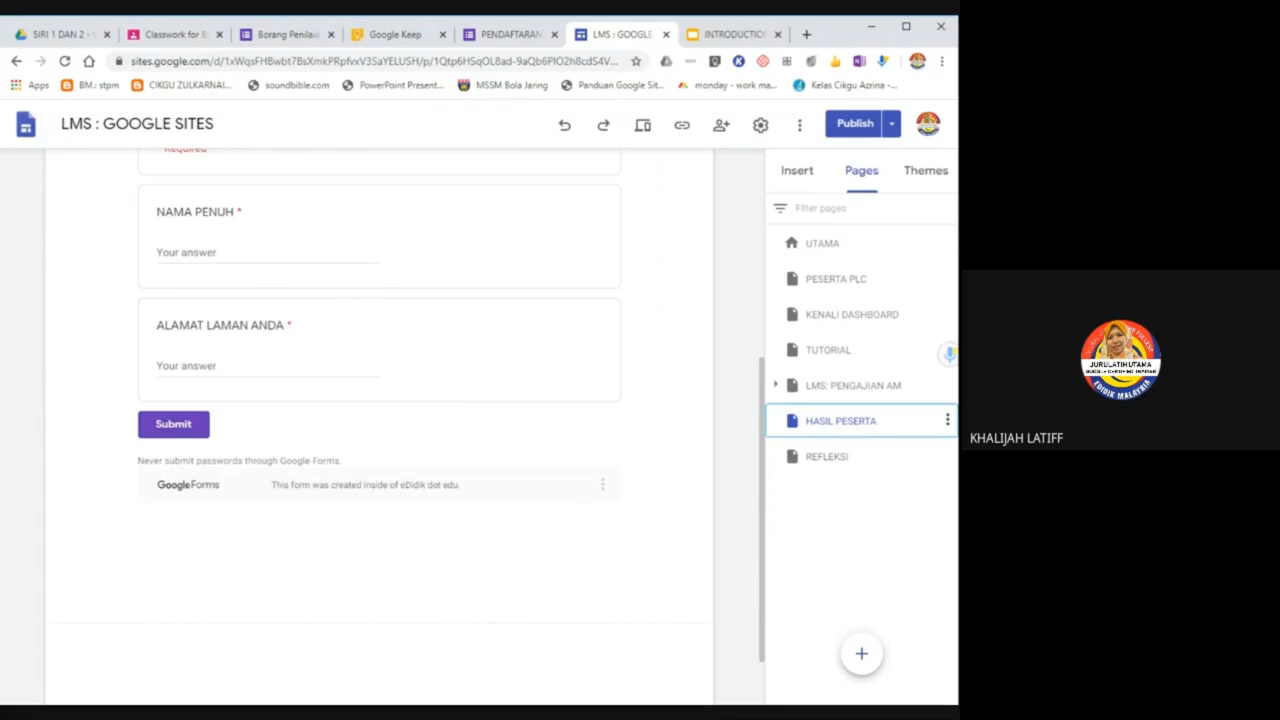 SIRI 1 DAN 2 -
Classwork for B
Borang Penilai
Google Keep
PENDAFTARAN
LMS : GOOGLE
INTRODUCTIO
sites.google.com/d/1xWqsFHBwbt7BsXmkPRpfvxV3SaYELUSH/p/1Qtp6HSqOL8ad-9aQb6PlO2h8cdS4V...
Apps
BM.: stpm
CIKGU ZULKARNAI...
soundbible.com
PowerPoint Present...
MSSM Bola Jaring
Panduan Google Sit...
monday - work ma...
Kelas Cikgu Azrina -...
LMS : GOOGLE SITES
Publish
Required
Insert
Pages
Themes
NAMA PENUH *
Filter pages
Your answer
UTAMA
PESERTA PLC
KENALI DASHBOARD
ALAMAT LAMAN ANDA *
TUTORIAL
Your answer
LMS: PENGAJIAN AM
Submit
HASIL PESERTA
Never submit passwords through Google Forms.
REFLEKSI
Google Forms
This form was created inside of eDidik dot edu.
JURULATIH UTAMA
GOOGLE CERTIFIED TRAINER
EDIDIK MALAYSIA
KHALIJAH LATIFF